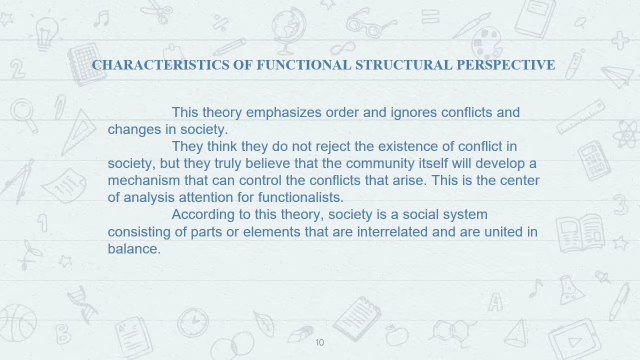 CHARACTERISTICS OF FUNCTIONAL STRUCTURAL PERSPECTIVE
This theory emphasizes order and ignores conflicts and
changes in society.
They think they do not reject the existence of conflict in
society, but they truly believe that the community itself will develop a
mechanism that can control the conflicts that arise. This is the center
of analysis attention for functionalists.
According to this theory, society is a social system
consisting of parts or elements that are interrelated and are united in
balance.
10